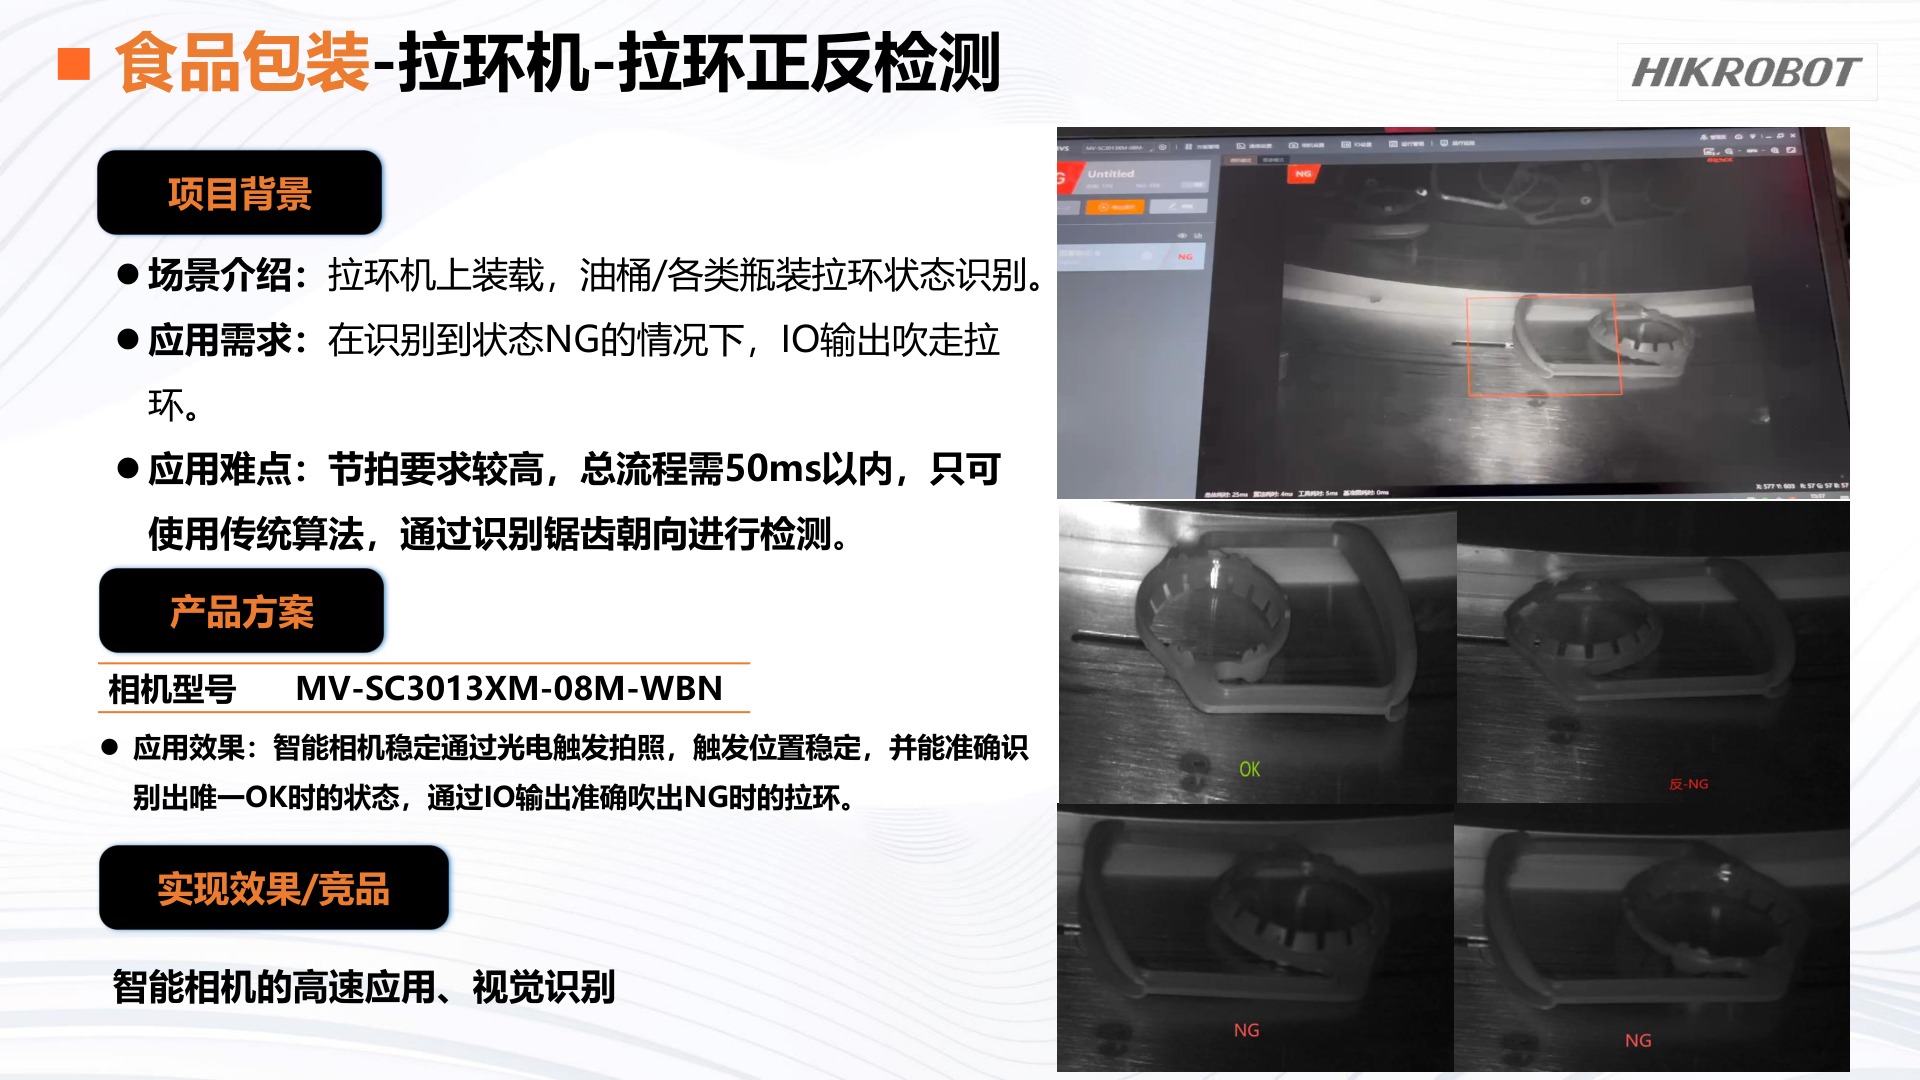 食品包装-拉环机-拉环正反检测
HIKROBOT
项目背景
场景介绍：拉环机上装载，油桶/各类瓶装拉环状态识别。
应用需求：在识别到状态NG的情况下，IO输出吹走拉
环。
应用难点：节拍要求较高，总流程需50ms以内，只可
使用传统算法，通过识别锯齿朝向进行检测。
产品方案
相机型号 MV-SC3013XM-08M-WBN
应用效果：智能相机稳定通过光电触发拍照，触发位置稳定，并能准确识
别出唯一OK时的状态，通过IO输出准确吹出NG时的拉环。
实现效果/竞品
智能相机的高速应用、视觉识别
Untitled
NG
NG
OK
反-NG
NG
NG